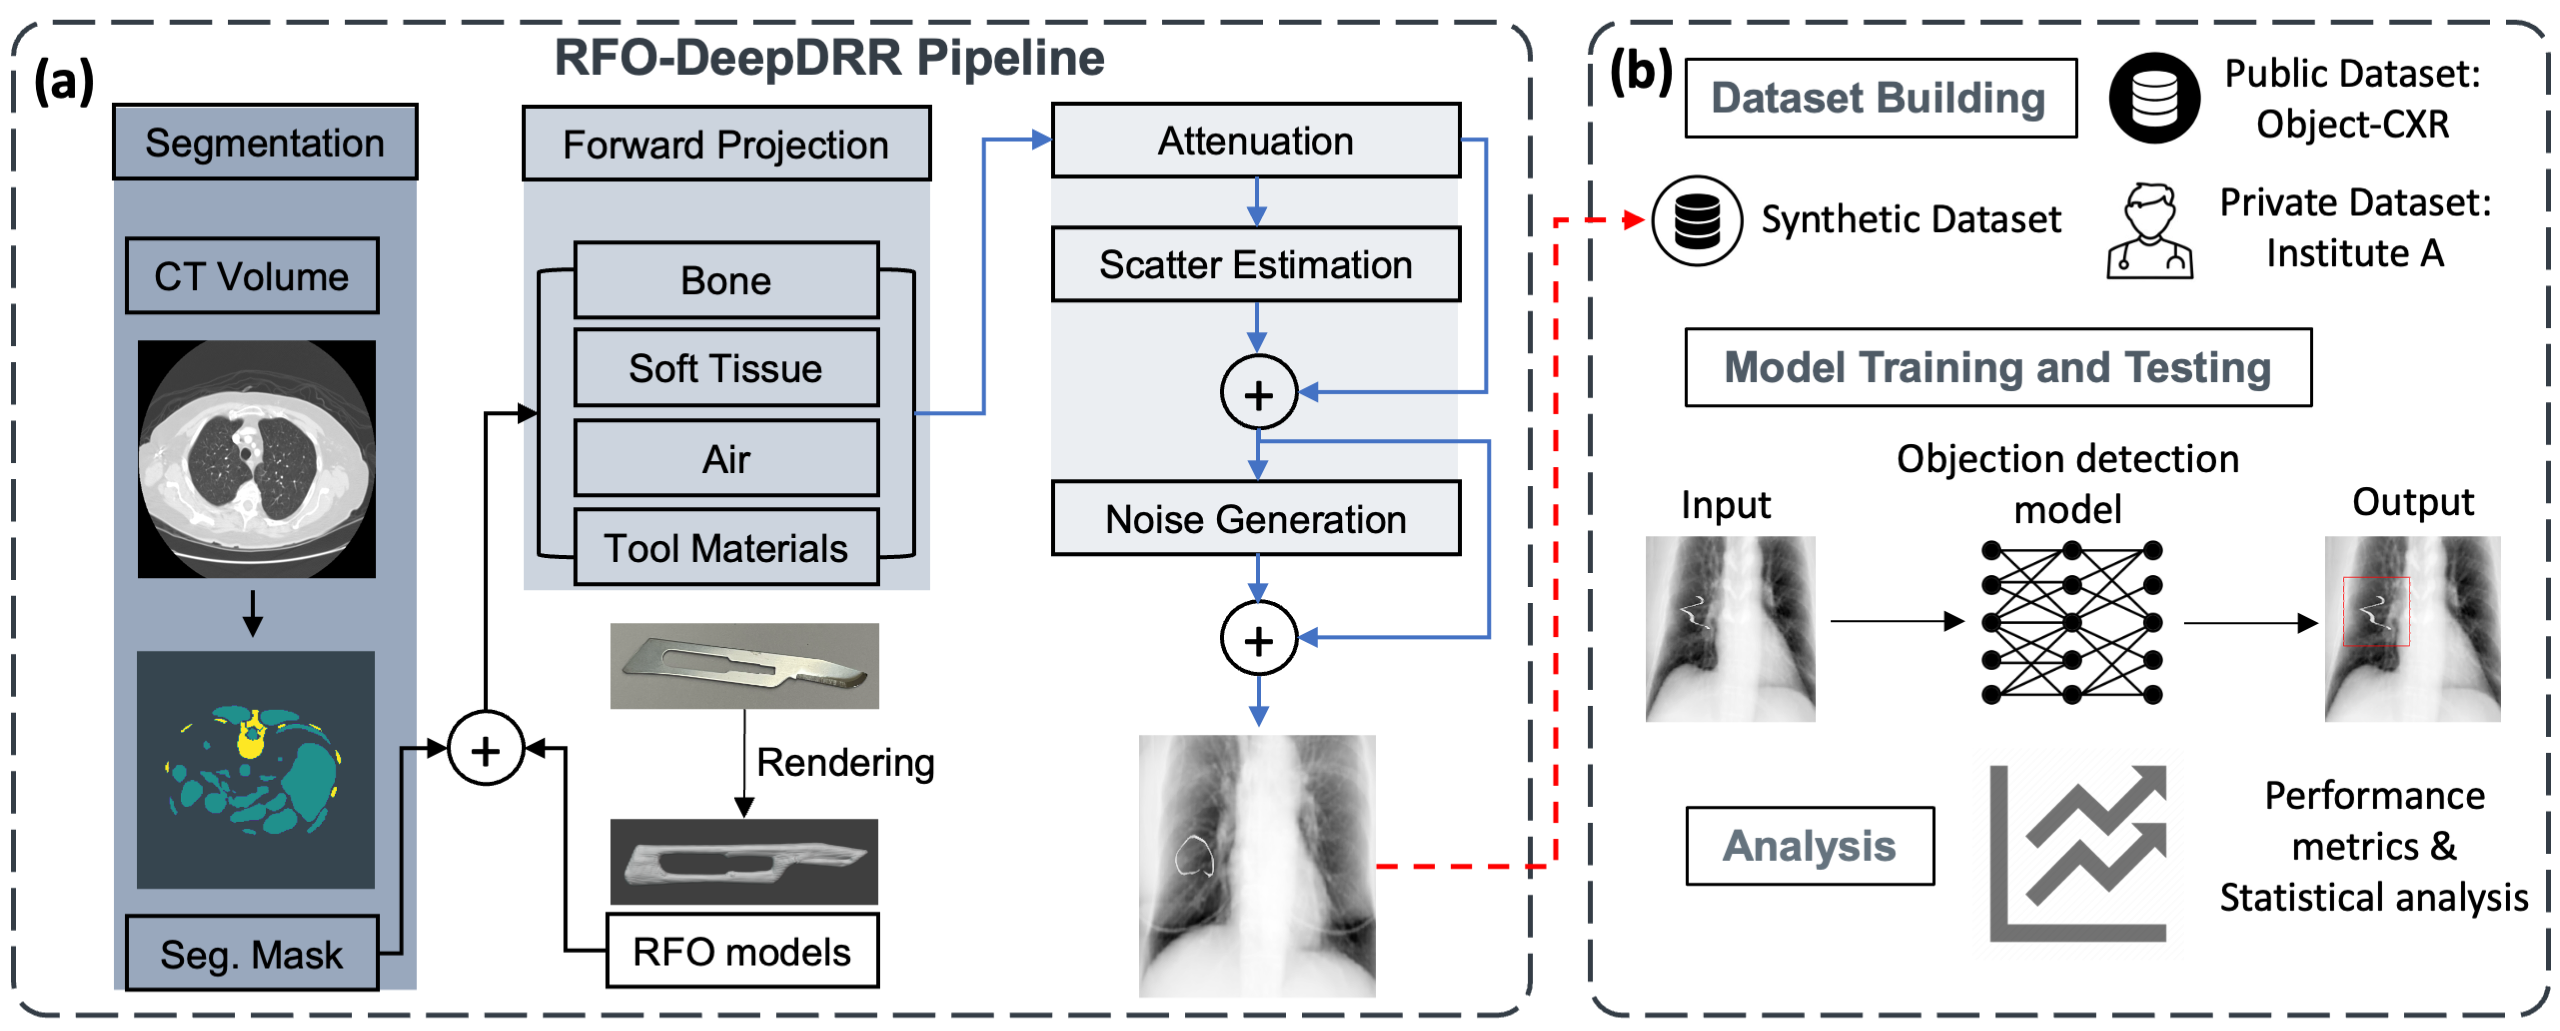 (a)
RFO-DeepDRR Pipeline
Segmentation
CT Volume
Seg. Mask
+
Forward Projection
Bone
Soft Tissue
Air
Tool Materials
Rendering
RFO models
Attenuation
Scatter Estimation
+
Noise Generation
+
(b)
Dataset Building
Public Dataset:
Object-CXR
Synthetic Dataset
Private Dataset:
Institute A
Model Training and Testing
Input
Objection detection
model
Output
Analysis
Performance
metrics &
Statistical analysis